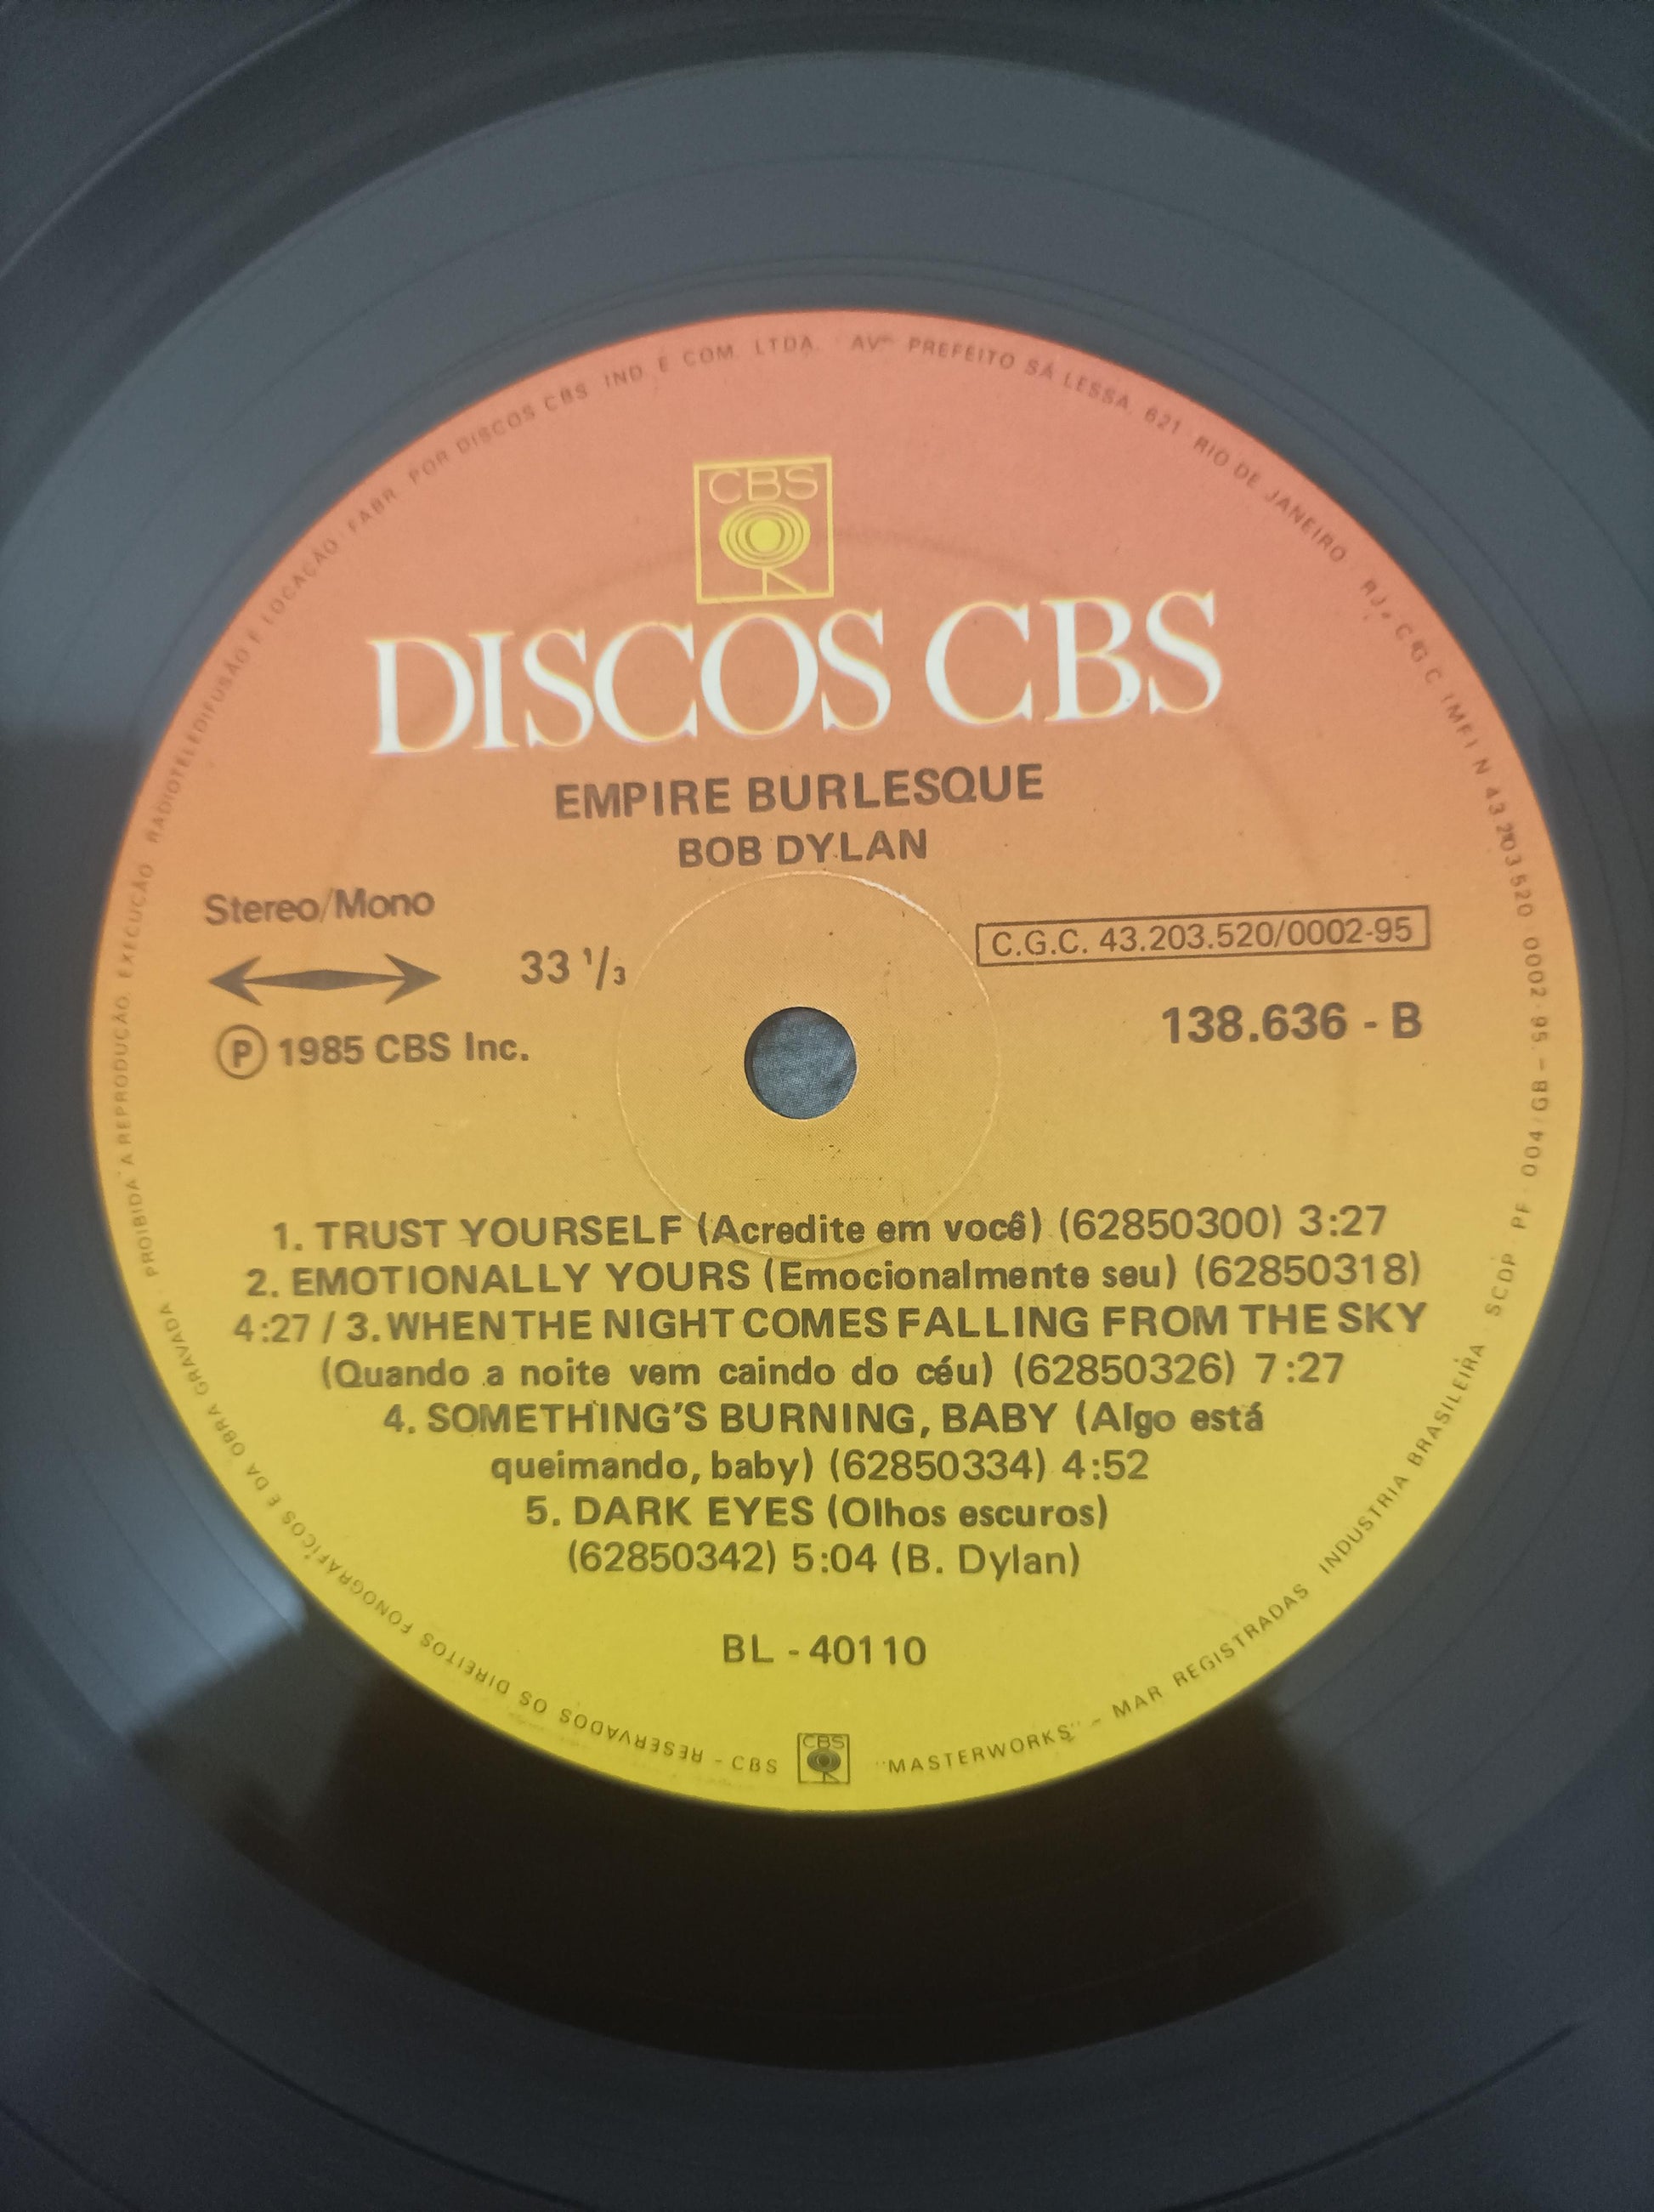 CBS
DISCOS CBS
EMPIRE BURLESQUE
BOB DYLAN
Stereo/Mono
33 1/3
C.G.C. 43.203.520/0002-95
138.636 - B
Ⓟ 1985 CBS Inc.
1. TRUST YOURSELF (Acredite em você) (62850300) 3:27
2. EMOTIONALLY YOURS (Emocionalmente seu) (62850318)
4:27 / 3. WHEN THE NIGHT COMES FALLING FROM THE SKY
(Quando a noite vem caindo do céu) (62850326) 7:27
4. SOMETHING'S BURNING, BABY (Algo está
queimando, baby) (62850334) 4:52
5. DARK EYES (Olhos escuros)
(62850342) 5:04 (B. Dylan)
BL - 40110
CBS
RESERVADOS OS DIREITOS FONOGRÁFICOS E DA OBRA GRAVADA · PROIBIDA A REPRODUÇÃO, EXECUÇÃO, RADIOTELEDIFUSÃO E LOCAÇÃO · FABR. POR DISCOS CBS IND. E COM. LTDA. AVª PREFEITO SÁ LESSA, 621 RIO DE JANEIRO · RJ · C G C (MF) N 43 203 520 0002-95 - BD 004 PF SCDP INDUSTRIA BRASILEIRA
CBS "MASTERWORKS" - MAR REGISTRADAS